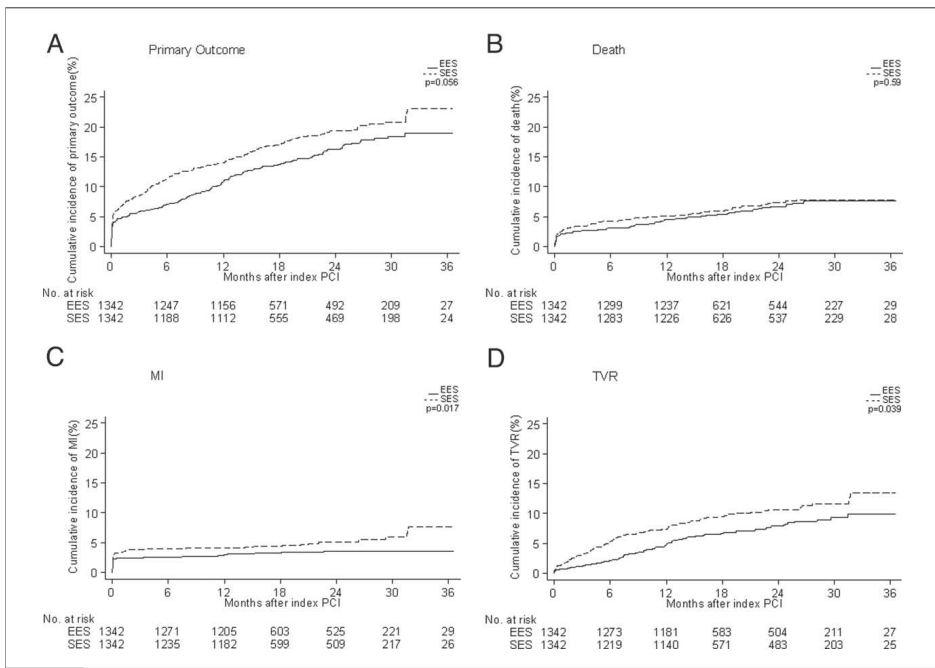 A
Primary Outcome
EES
SES
p=0.056
Cumulative incidence of primary outcome(%)
25
20
15
10
5
0
0 6 12 18 24 30 36
Months after index PCI
No. at risk
EES 1342 1247 1156 571 492 209 27
SES 1342 1188 1112 555 469 198 24
B
Death
EES
SES
p=0.59
Cumulative incidence of death(%)
25
20
15
10
5
0
0 6 12 18 24 30 36
Months after index PCI
No. at risk
EES 1342 1299 1237 621 544 227 29
SES 1342 1283 1226 626 537 229 28
C
MI
EES
SES
p=0.017
Cumulative incidence of MI(%)
25
20
15
10
5
0
0 6 12 18 24 30 36
Months after index PCI
No. at risk
EES 1342 1271 1205 603 525 221 29
SES 1342 1235 1182 599 509 217 26
D
TVR
EES
SES
p=0.039
Cumulative incidence of TVR(%)
25
20
15
10
5
0
0 6 12 18 24 30 36
Months after index PCI
No. at risk
EES 1342 1273 1181 583 504 211 27
SES 1342 1219 1140 571 483 203 25